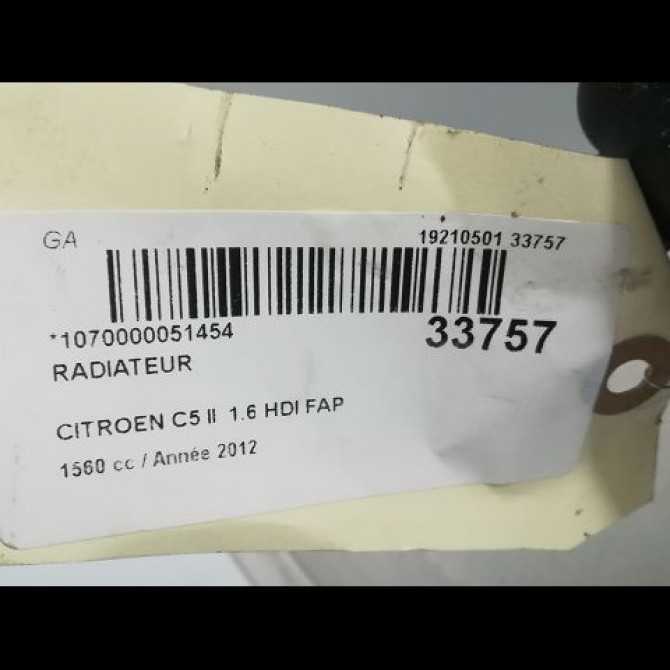 GA
19210501 33757
*1070000051454
33757
RADIATEUR
CITROEN C5 II 1.6 HDI FAP
1560 cc / Année 2012